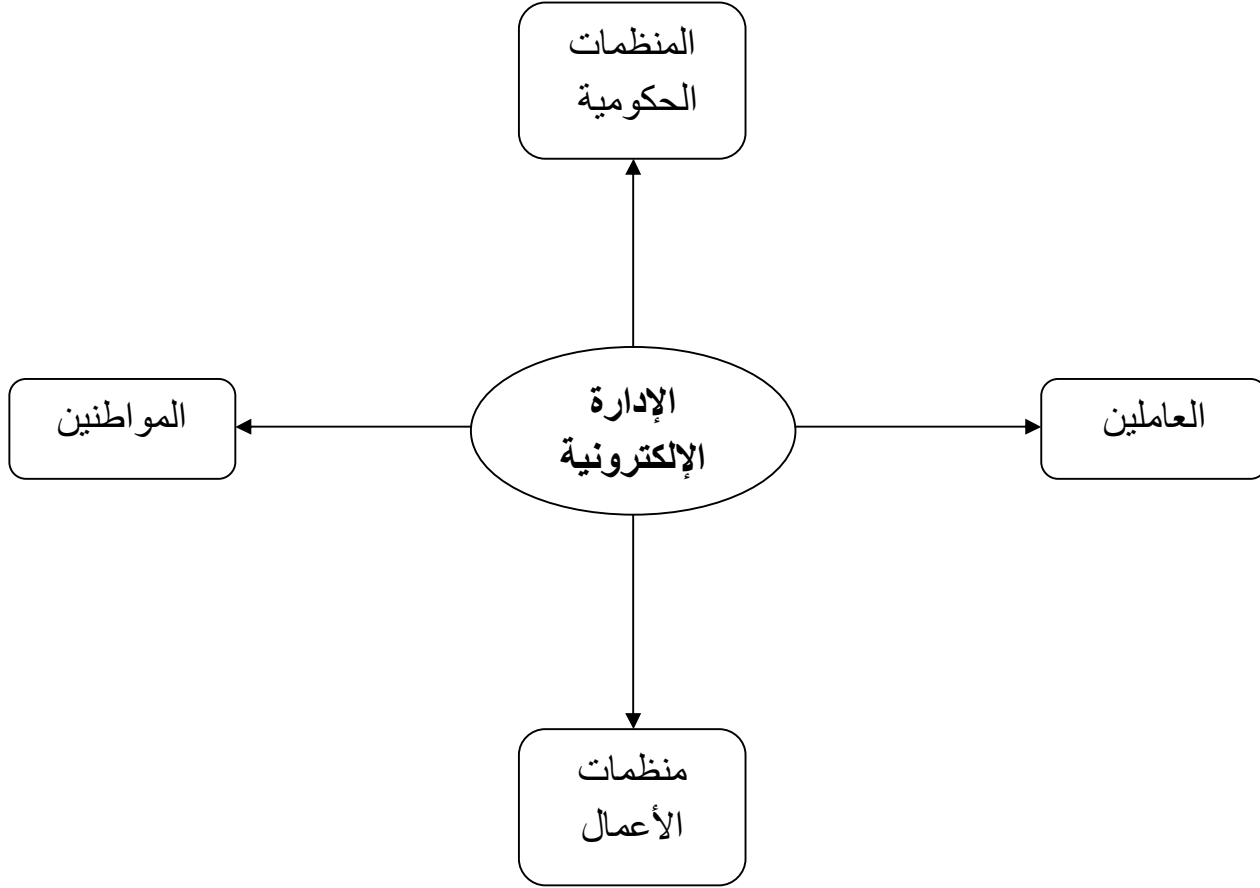 المنظمات
الحكومية
العاملين
الإدارة
الإلكترونية
المواطنين
منظمات
الأعمال